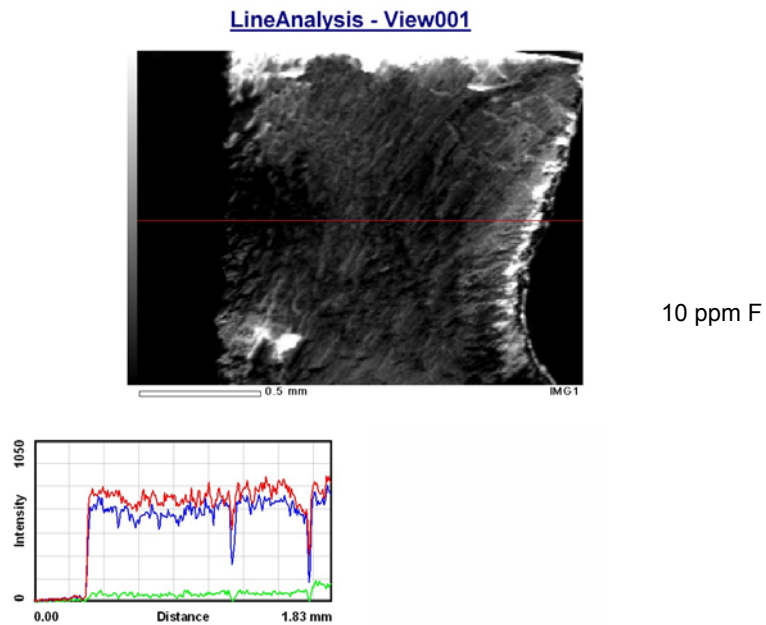 LineAnalysis - View001
10 ppm F
0.5 mm
IMG1
1050
Intensity
0
0.00
Distance
1.83 mm